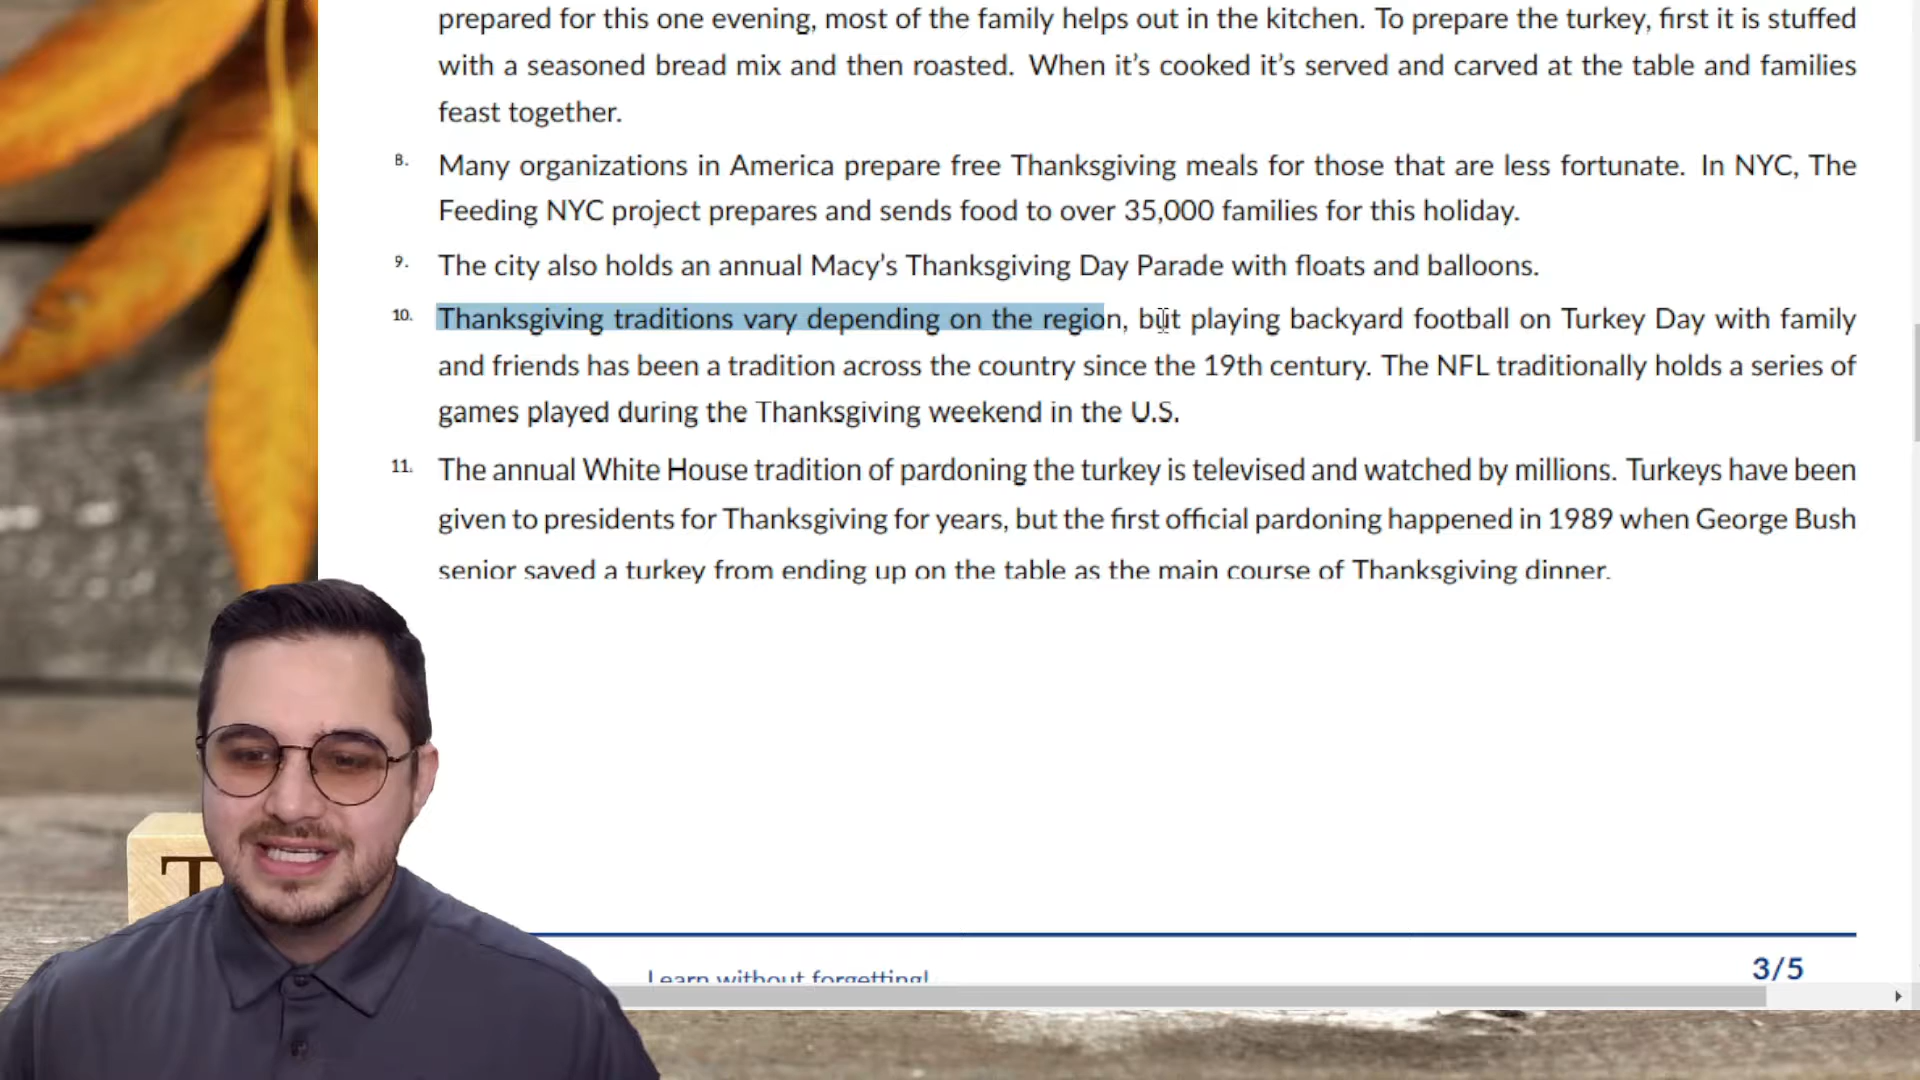 prepared for this one evening, most of the family helps out in the kitchen. To prepare the turkey, first it is stuffed
with a seasoned bread mix and then roasted. When it’s cooked it’s served and carved at the table and families
feast together.
8. Many organizations in America prepare free Thanksgiving meals for those that are less fortunate. In NYC, The
Feeding NYC project prepares and sends food to over 35,000 families for this holiday.
9. The city also holds an annual Macy’s Thanksgiving Day Parade with floats and balloons.
10. Thanksgiving traditions vary depending on the region, but playing backyard football on Turkey Day with family
and friends has been a tradition across the country since the 19th century. The NFL traditionally holds a series of
games played during the Thanksgiving weekend in the U.S.
11. The annual White House tradition of pardoning the turkey is televised and watched by millions. Turkeys have been
given to presidents for Thanksgiving for years, but the first official pardoning happened in 1989 when George Bush
senior saved a turkey from ending up on the table as the main course of Thanksgiving dinner.
T
Learn without forgetting!
3/5